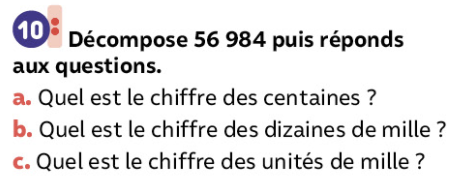 10 Décompose 56 984 puis réponds
aux questions.
a. Quel est le chiffre des centaines ?
b. Quel est le chiffre des dizaines de mille ?
c. Quel est le chiffre des unités de mille ?